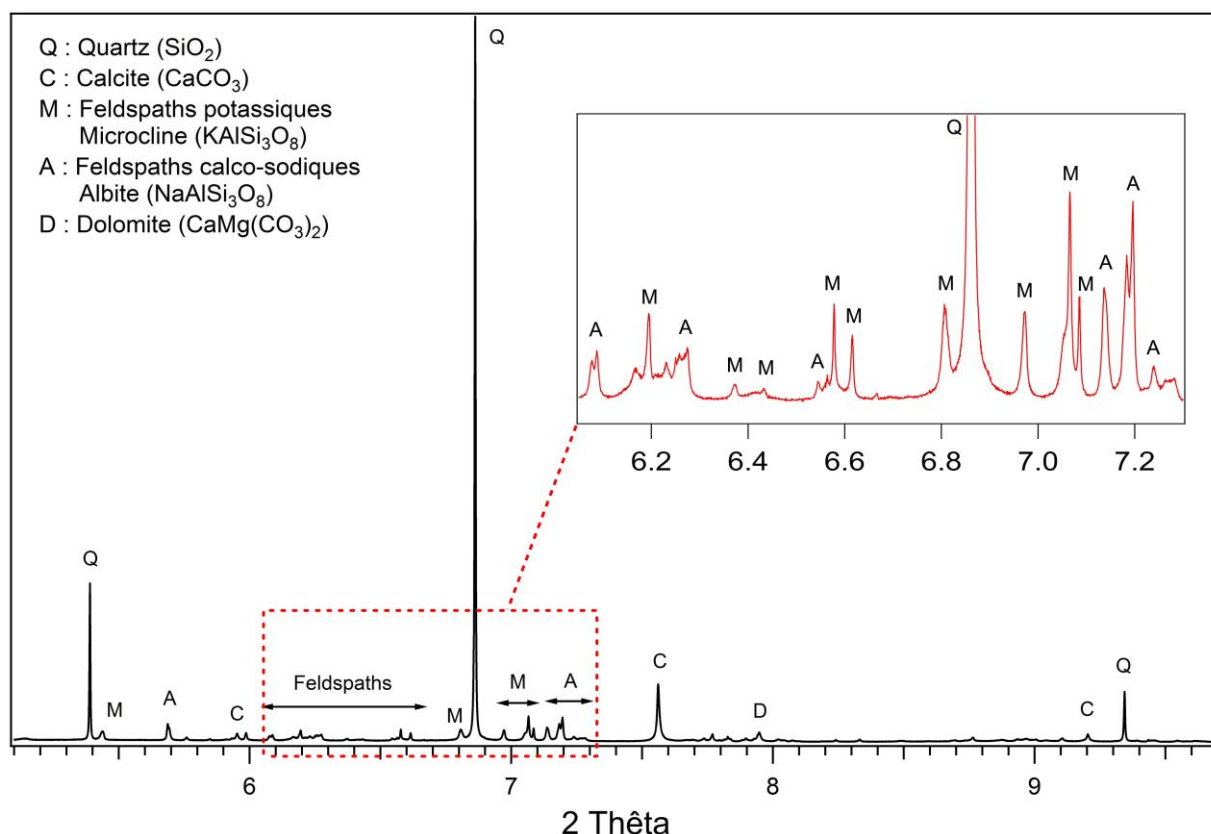 Q : Quartz (SiO₂)
C : Calcite (CaCO₃)
M : Feldspaths potassiques
Microcline (KAlSi₃O₈)
A : Feldspaths calco-sodiques
Albite (NaAlSi₃O₈)
D : Dolomite (CaMg(CO₃)₂)
Q
Q
A M A M M A M M M Q M M M A A A
6.2 6.4 6.6 6.8 7.0 7.2
Q M A C Feldspaths M M A C D C Q
6 7 8 9
2 Thêta